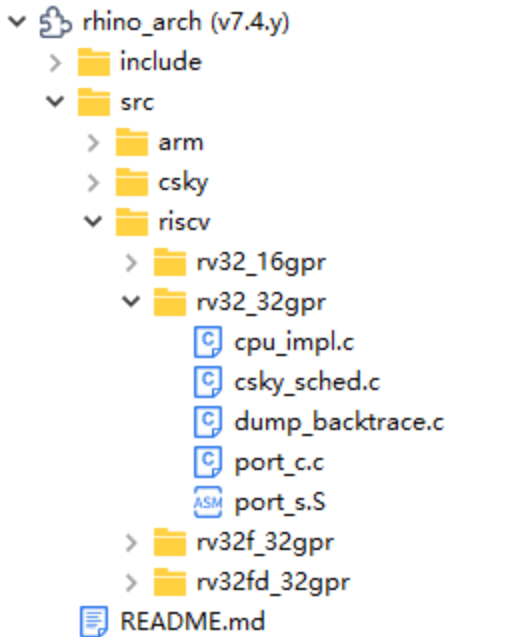 rhino_arch (v7.4.y)
include
src
arm
csky
riscv
rv32_16gpr
rv32_32gpr
cpu_impl.c
csky_sched.c
dump_backtrace.c
port_c.c
ASM port_s.S
rv32f_32gpr
rv32fd_32gpr
README.md